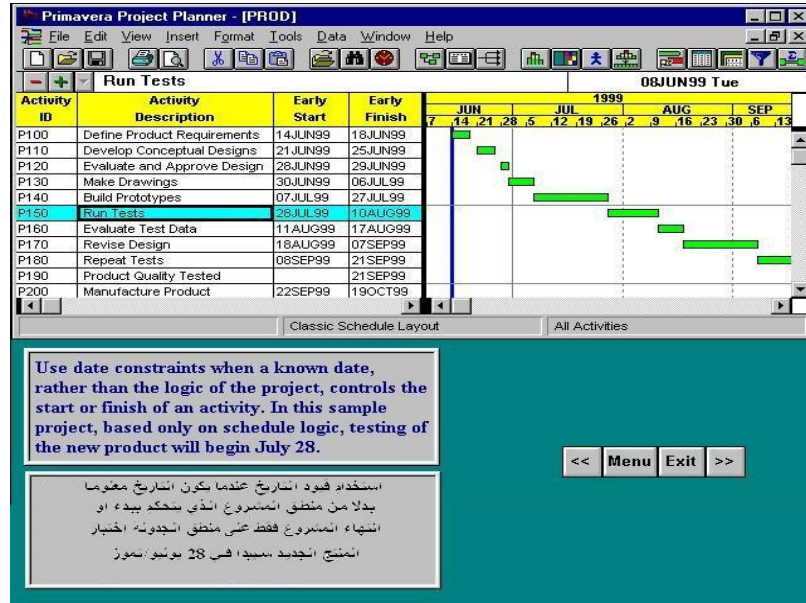 Primavera Project Planner - [PROD]
File Edit View Insert Format Tools Data Window Help
Run Tests 08JUN99 Tue
Activity ID Activity Description Early Start Early Finish 1999
JUN JUL AUG SEP
7 14 21 28 5 12 19 26 2 9 16 23 30 6 13
P100 Define Product Requirements 14JUN99 18JUN99
P110 Develop Conceptual Designs 21JUN99 25JUN99
P120 Evaluate and Approve Design 28JUN99 29JUN99
P130 Make Drawings 30JUN99 06JUL99
P140 Build Prototypes 07JUL99 27JUL99
P150 Run Tests 28JUL99 10AUG99
P160 Evaluate Test Data 11AUG99 17AUG99
P170 Revise Design 18AUG99 07SEP99
P180 Repeat Tests 08SEP99 21SEP99
P190 Product Quality Tested 21SEP99
P200 Manufacture Product 22SEP99 19OCT99
Classic Schedule Layout All Activities
Use date constraints when a known date,
rather than the logic of the project, controls the
start or finish of an activity. In this sample
project, based only on schedule logic, testing of
the new product will begin July 28.
<< Menu Exit >>
استخدام قيود التاريخ عندما يكون التاريخ معلوما
بدلا من منطق المشروع الذي يتحكم ببدء او
انتهاء المشروع فقط على منطق الجدوله اختبار
المنتج الجديد سيبدا في 28 يونيو/تموز